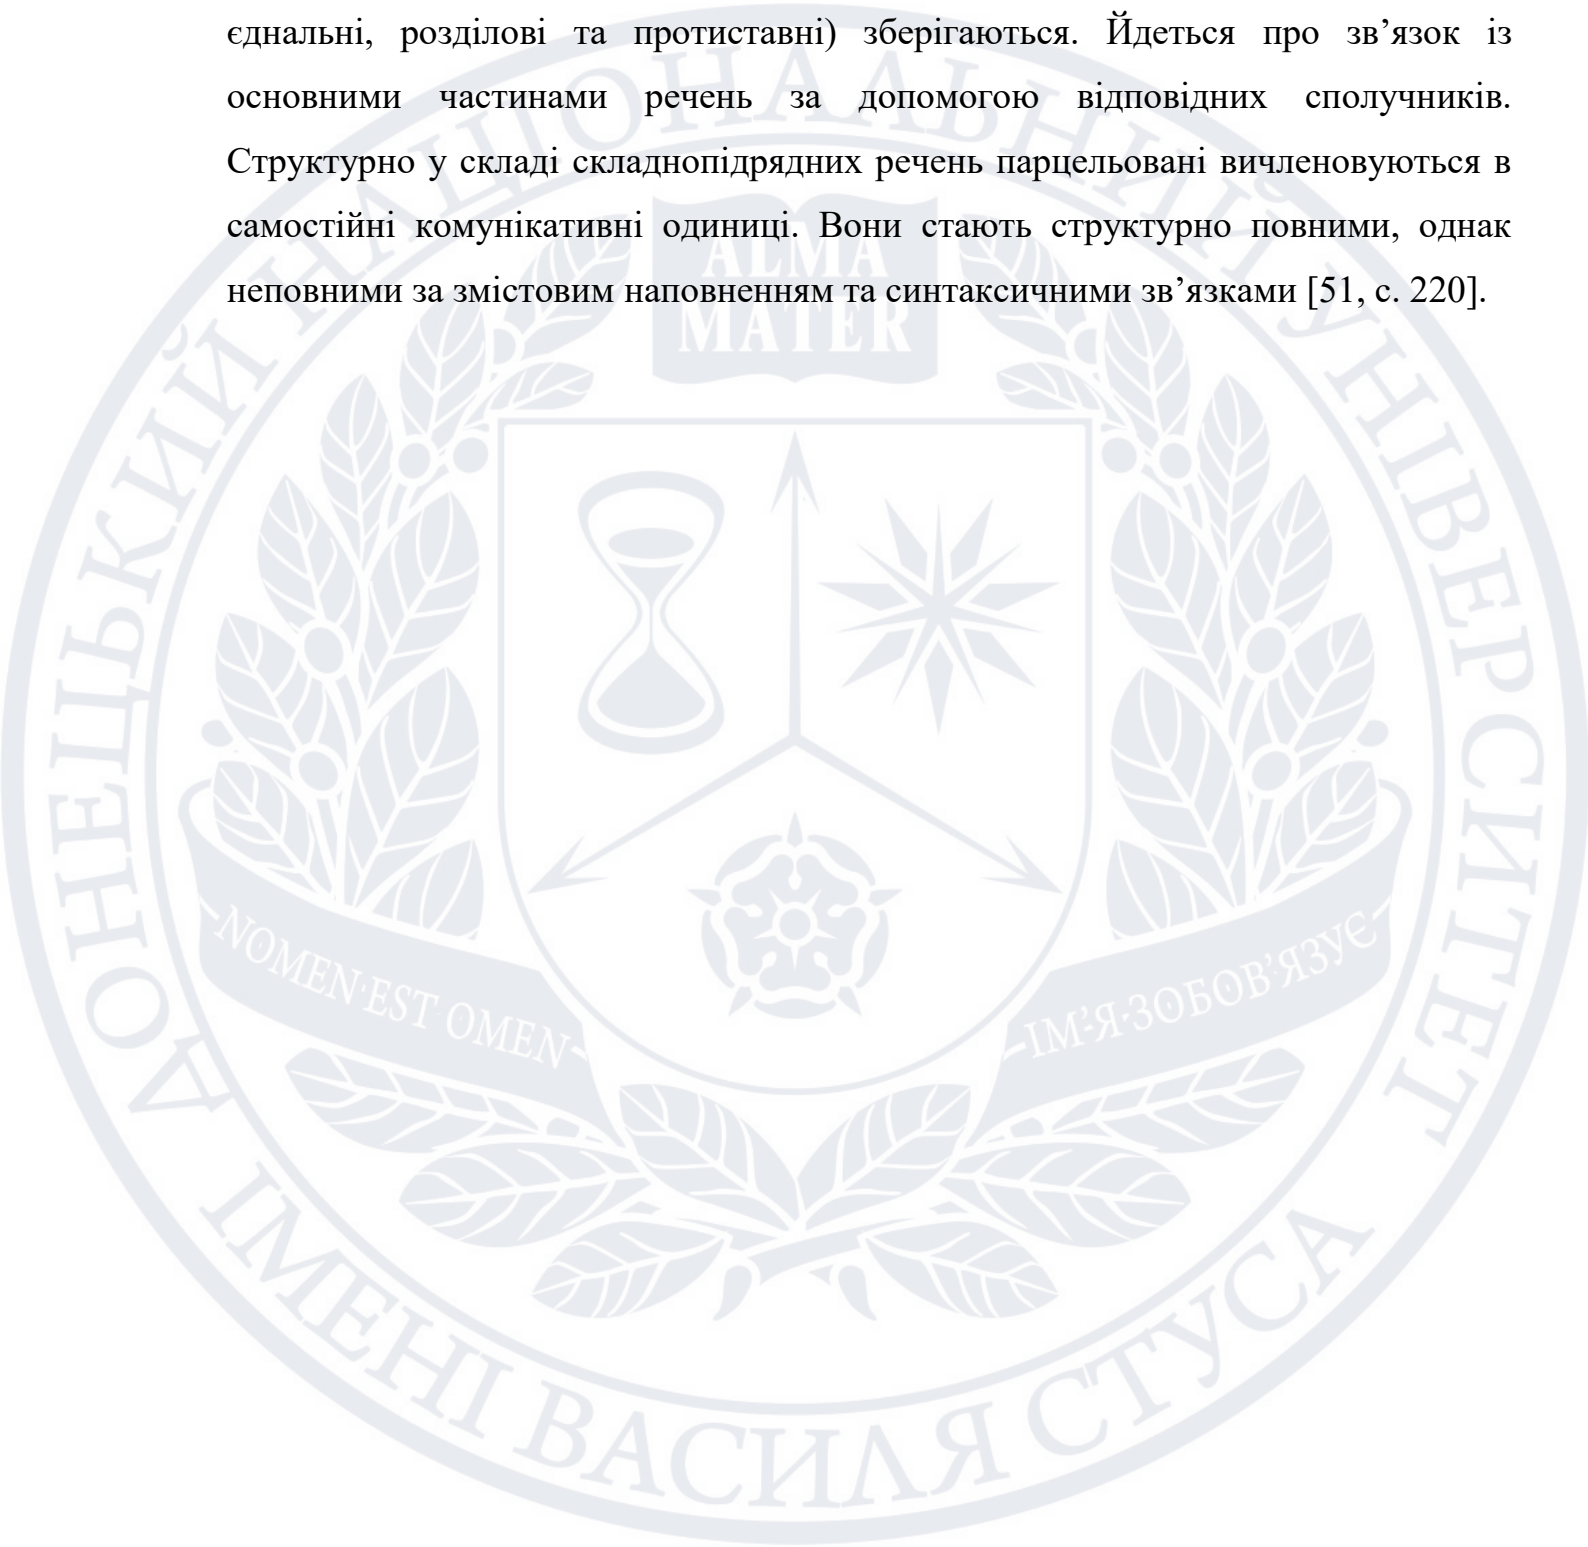 єднальні, розділові та протиставні) зберігаються. Йдеться про зв’язок із
основними частинами речень за допомогою відповідних сполучників.
Структурно у складі складнопідрядних речень парцельовані вичленовуються в
самостійні комунікативні одиниці. Вони стають структурно повними, однак
неповними за змістовим наповненням та синтаксичними зв’язками [51, с. 220].
ДОНЕЦЬКИЙ НАЦІОНАЛЬНИЙ УНІВЕРСИТЕТ
ІМЕНІ ВАСИЛЯ СТУСА
ALMA
MATER
NOMEN·EST·OMEN
ІМ’Я·ЗОБОВ’ЯЗУЄ